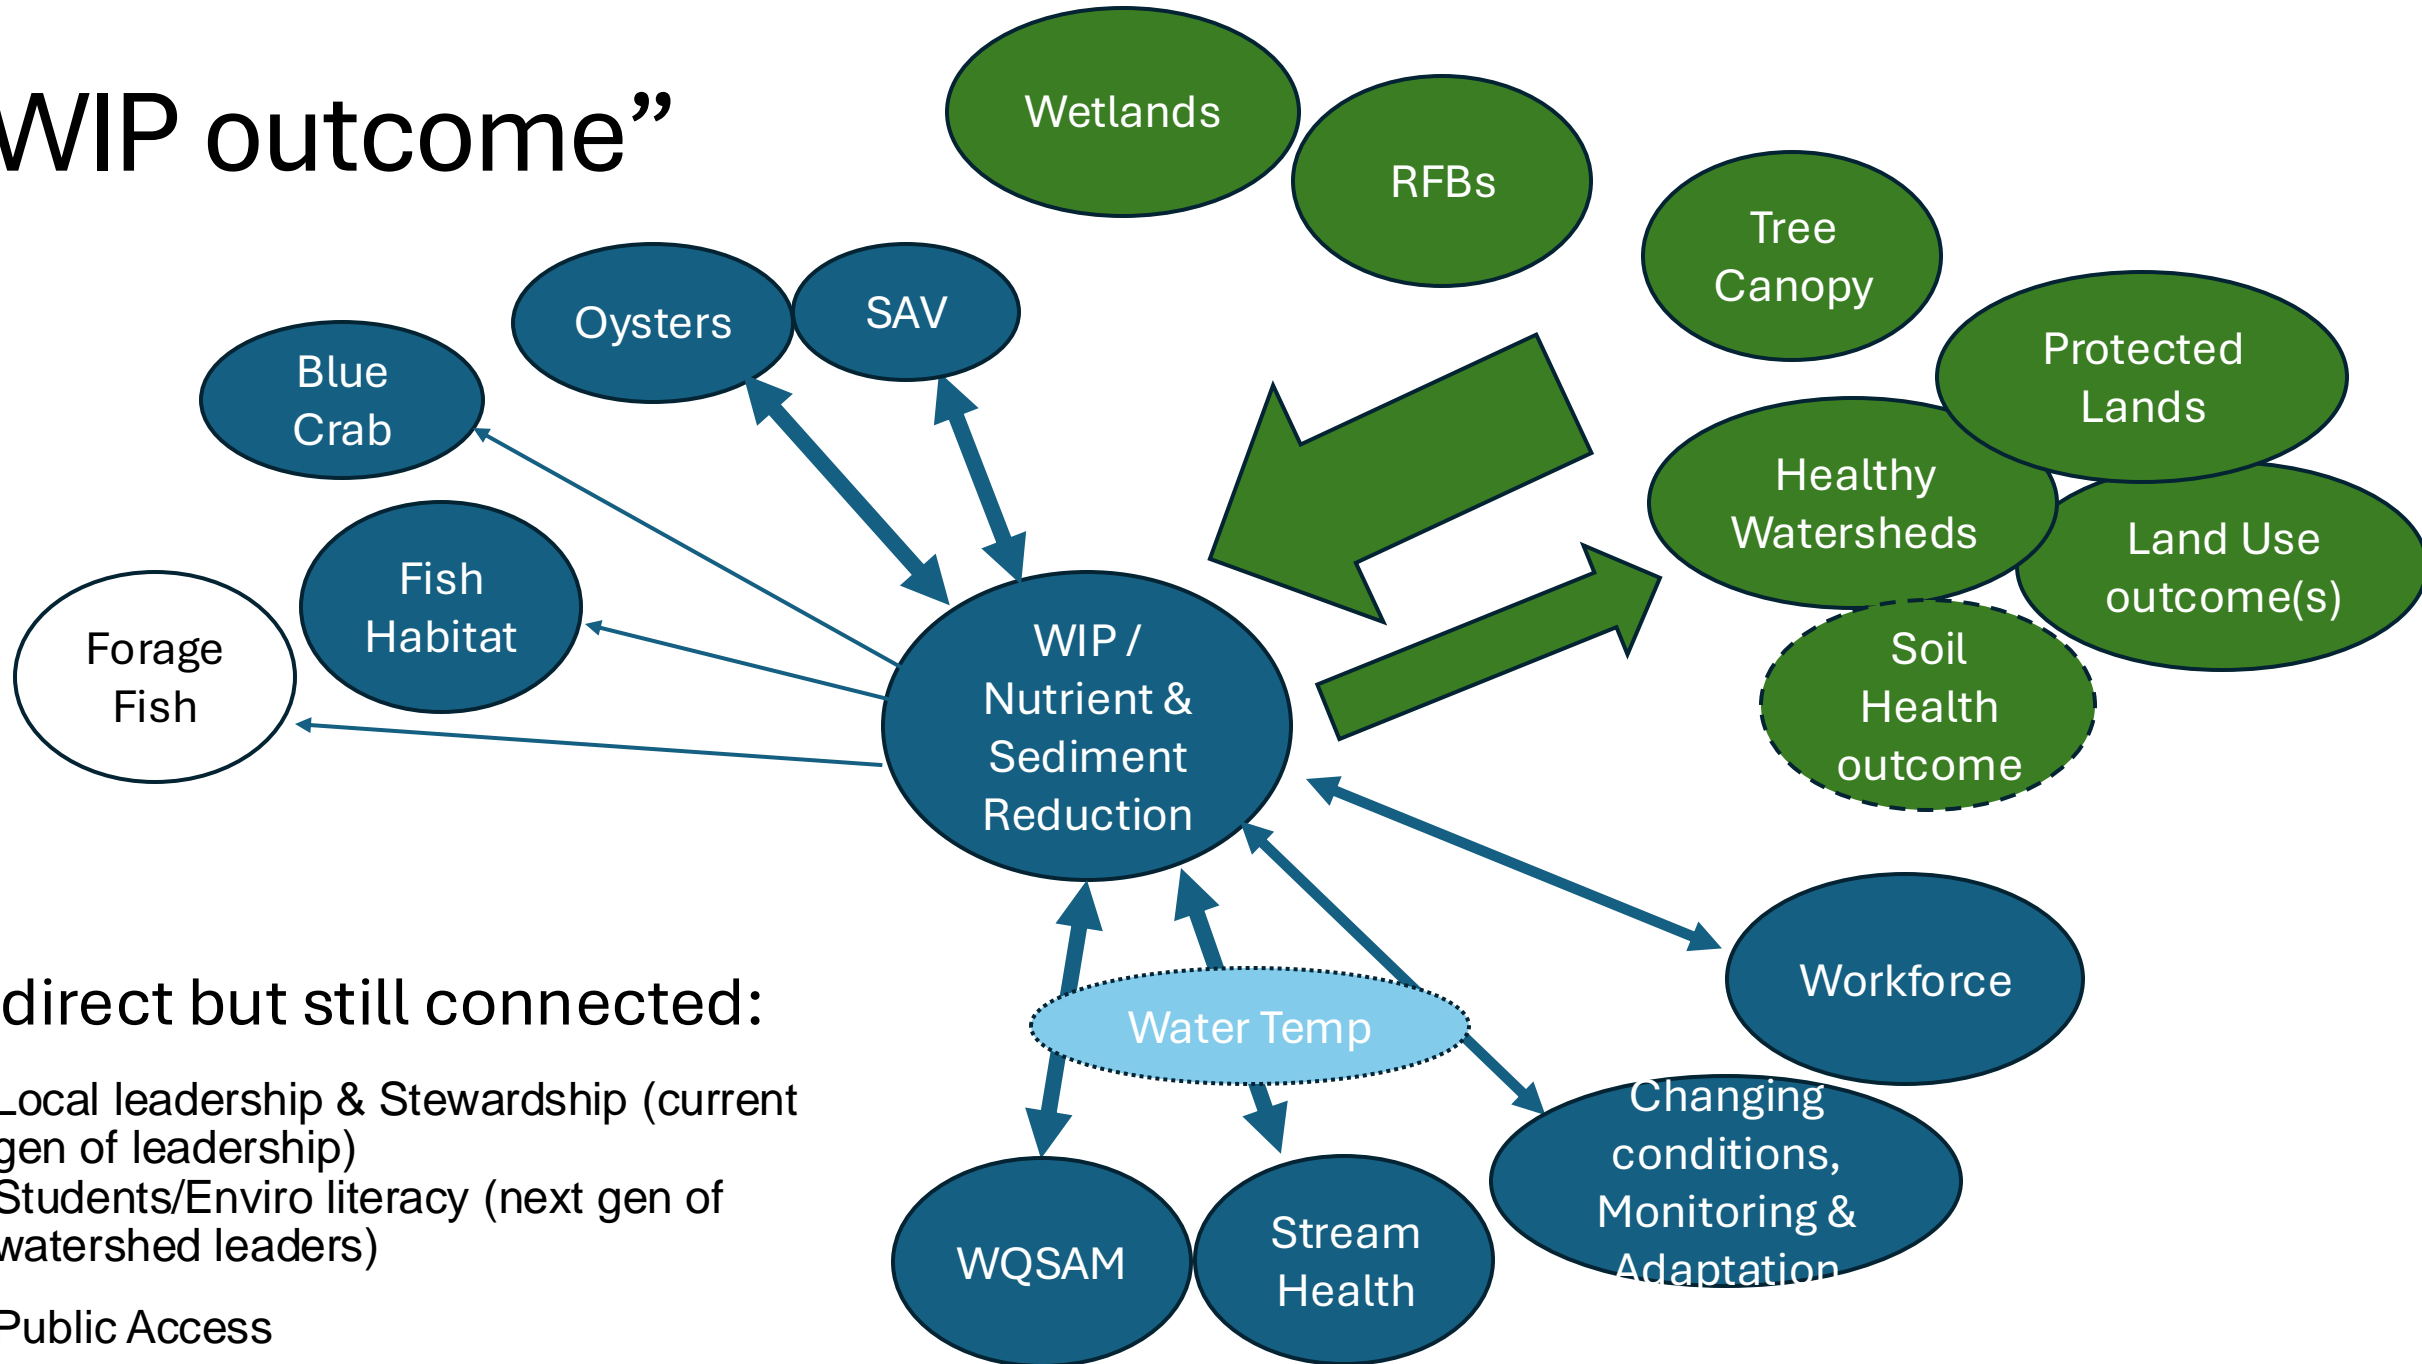 WIP outcome”
Wetlands
RFBs
Tree
Canopy
Protected
Lands
Oysters
SAV
Blue
Crab
Healthy
Watersheds
Land Use
outcome(s)
Fish
Habitat
Forage
Fish
WIP /
Nutrient &
Sediment
Reduction
Soil
Health
outcome
Workforce
Water Temp
Changing
conditions,
Monitoring &
Adaptation
WQSAM
Stream
Health
direct but still connected:
Local leadership & Stewardship (current
gen of leadership)
Students/Enviro literacy (next gen of
watershed leaders)
Public Access